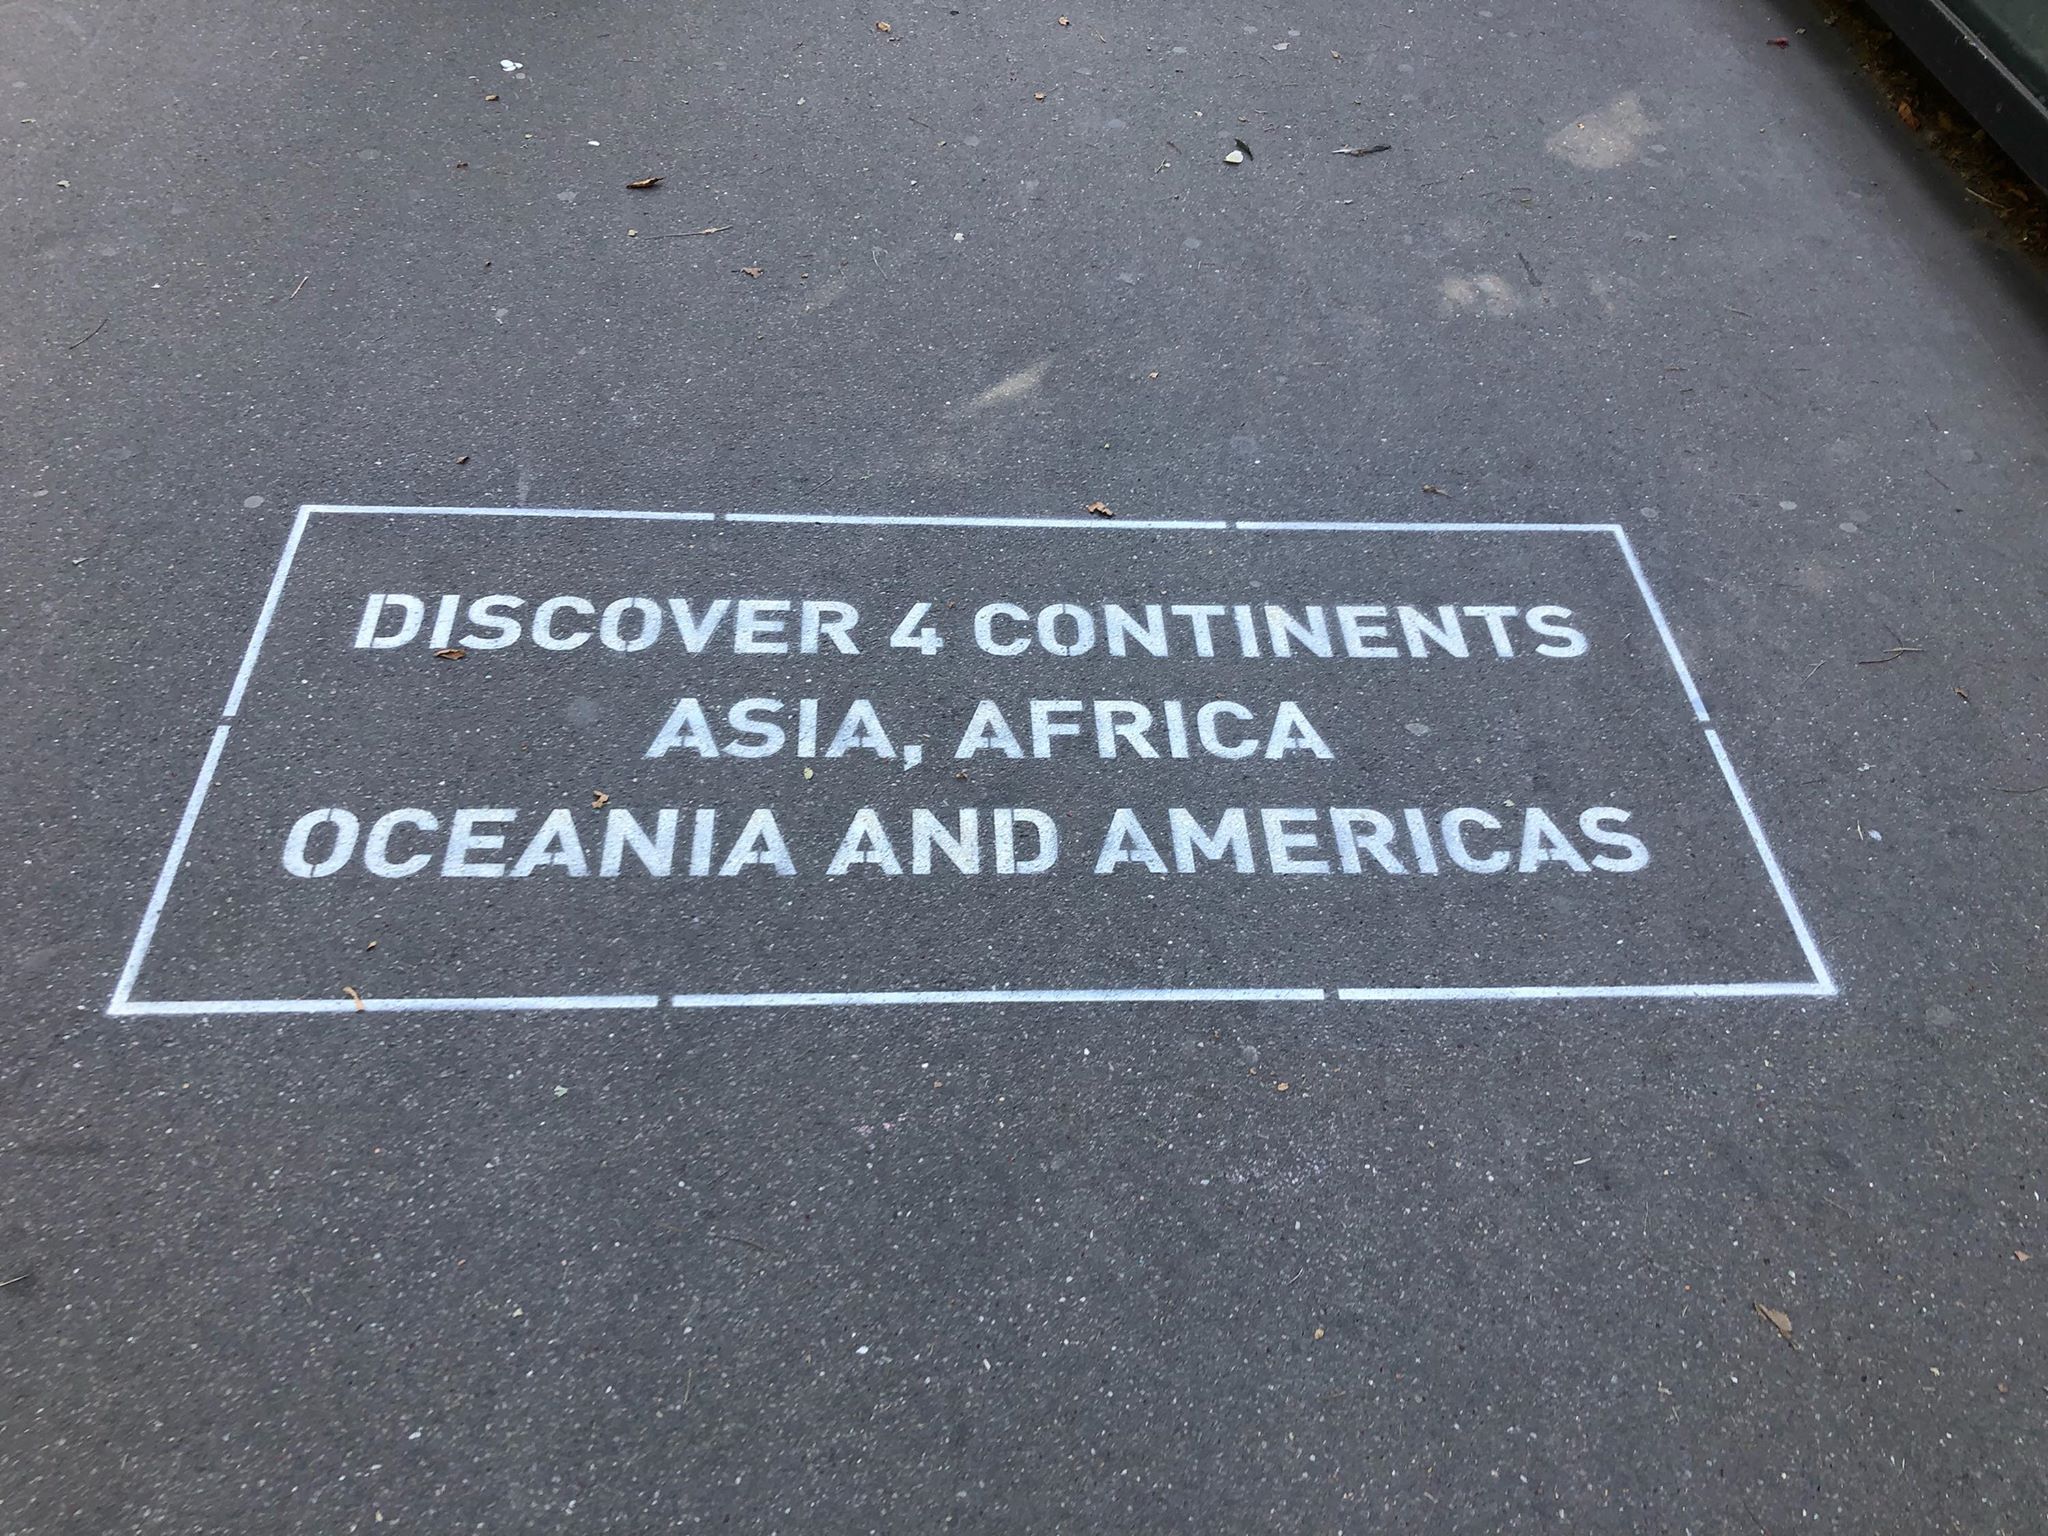 DISCOVER 4 CONTINENTS
ASIA, AFRICA
OCEANIA AND AMERICAS